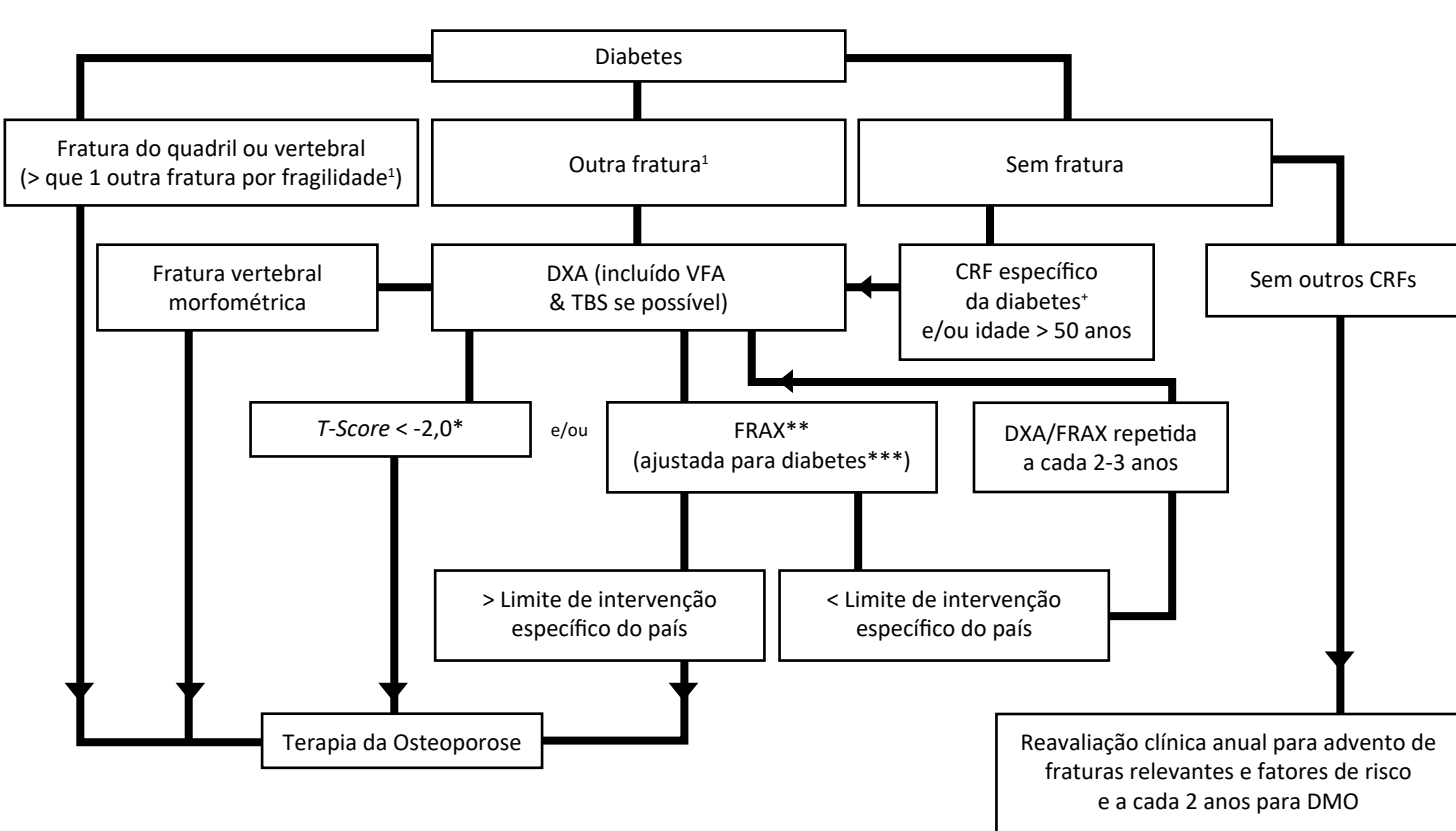 Diabetes
Fratura do quadril ou vertebral
(> que 1 outra fratura por fragilidade¹)
Outra fratura¹
Sem fratura
Fratura vertebral
morfométrica
DXA (incluído VFA
& TBS se possível)
CRF específico
da diabetes⁺
e/ou idade > 50 anos
Sem outros CRFs
T-Score < -2,0*
e/ou
FRAX**
(ajustada para diabetes***)
DXA/FRAX repetida
a cada 2-3 anos
> Limite de intervenção
específico do país
< Limite de intervenção
específico do país
Terapia da Osteoporose
Reavaliação clínica anual para advento de
fraturas relevantes e fatores de risco
e a cada 2 anos para DMO